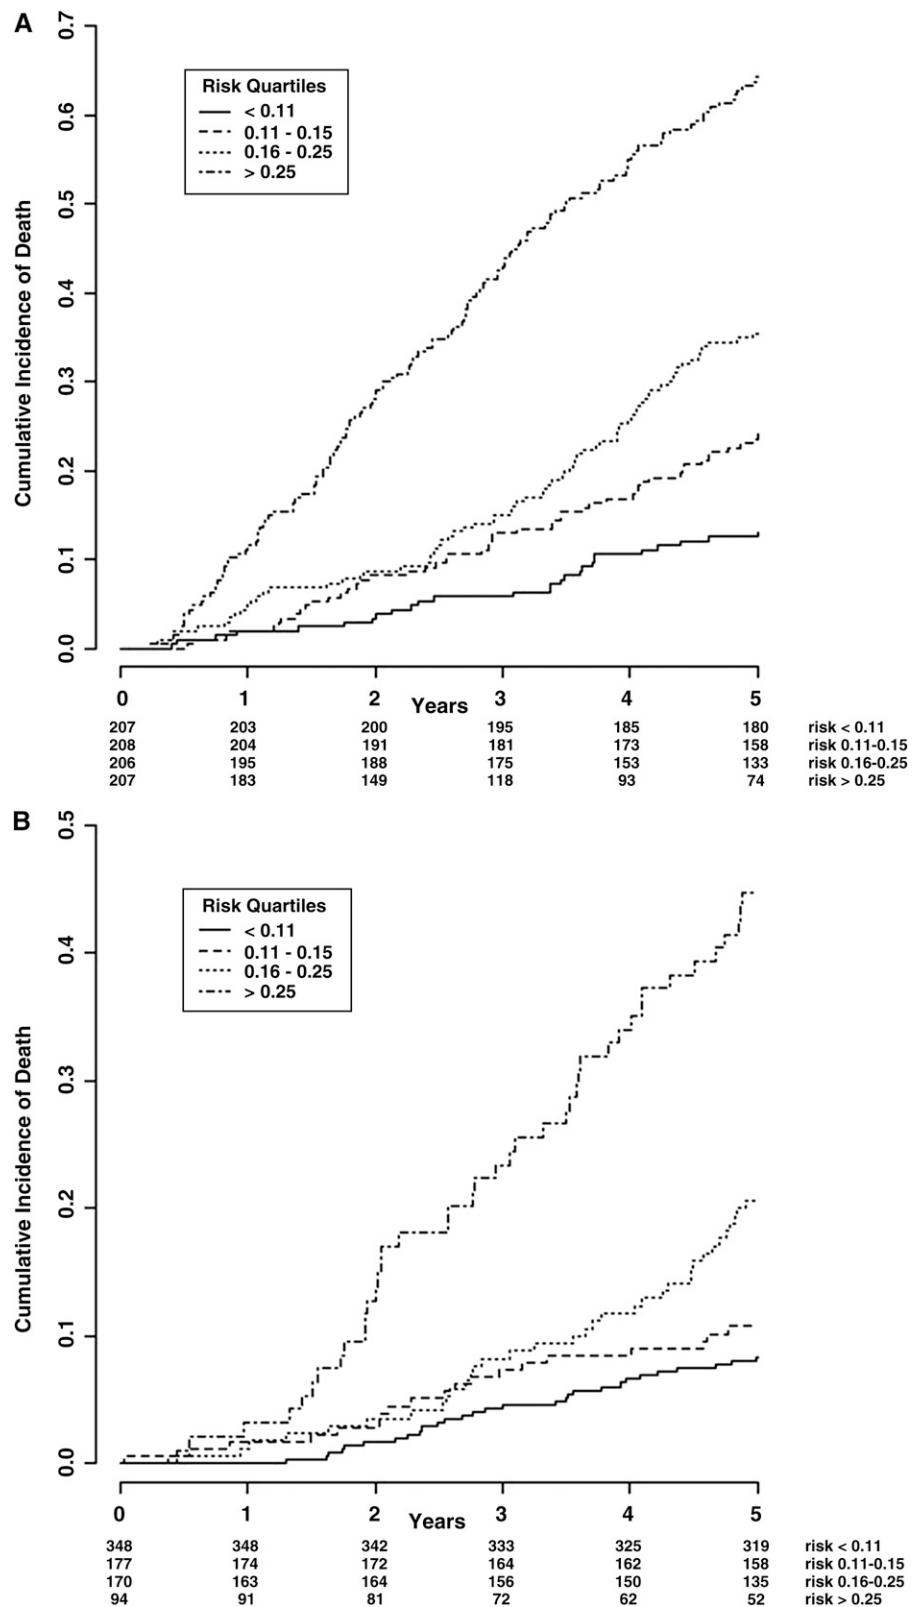 A
0.7
0.6
0.5
0.4
0.3
0.2
0.1
0.0
Cumulative Incidence of Death
Risk Quartiles
< 0.11
0.11 - 0.15
0.16 - 0.25
> 0.25
0 1 2 3 4 5
Years
207 203 200 195 185 180 risk < 0.11
208 204 191 181 173 158 risk 0.11-0.15
206 195 188 175 153 133 risk 0.16-0.25
207 183 149 118 93 74 risk > 0.25
B
0.5
0.4
0.3
0.2
0.1
0.0
Cumulative Incidence of Death
Risk Quartiles
< 0.11
0.11 - 0.15
0.16 - 0.25
> 0.25
0 1 2 3 4 5
Years
348 348 342 333 325 319 risk < 0.11
177 174 172 164 162 158 risk 0.11-0.15
170 163 164 156 150 135 risk 0.16-0.25
94 91 81 72 62 52 risk > 0.25